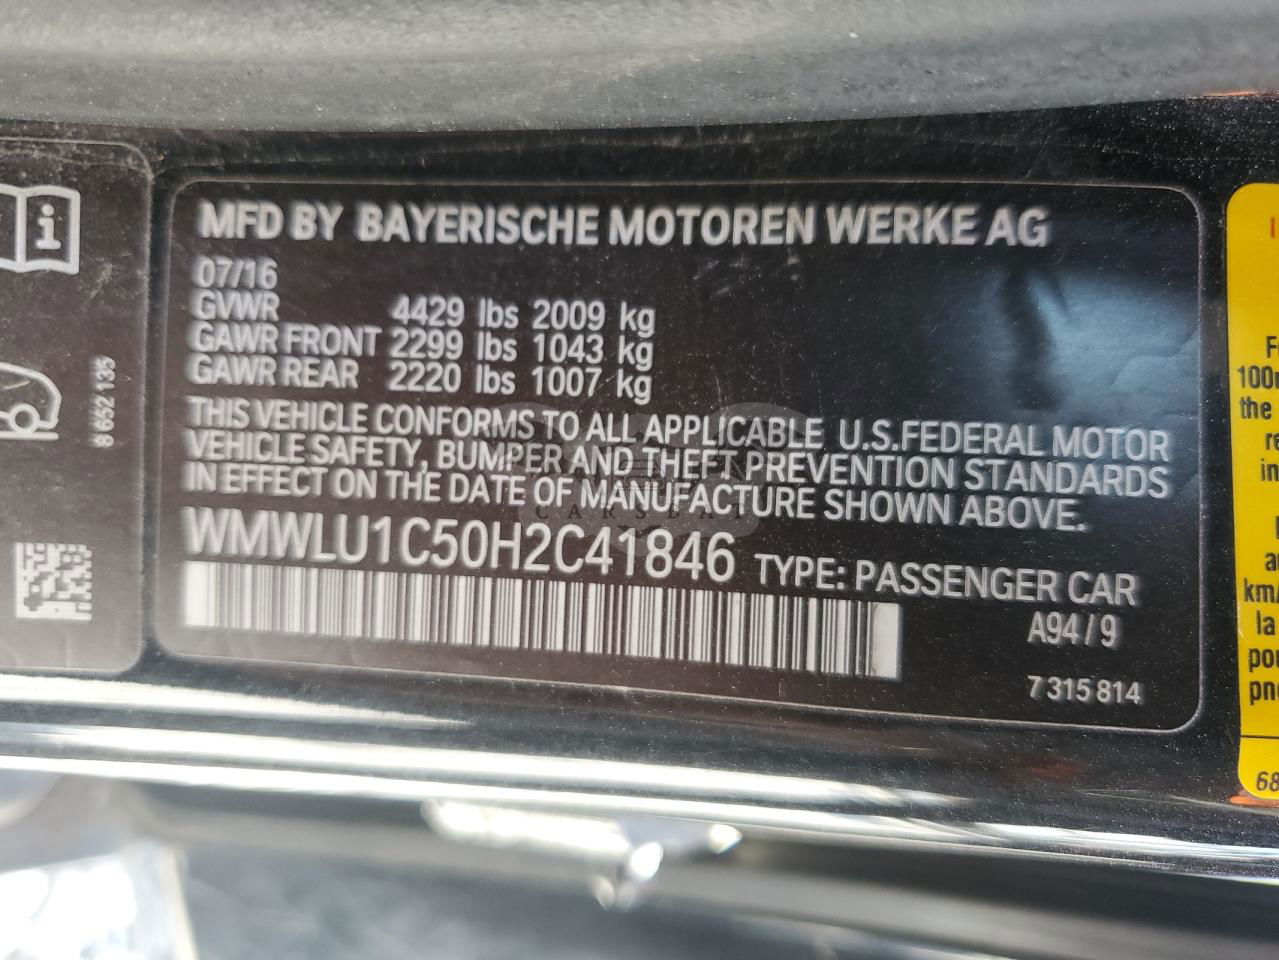 MFD BY BAYERISCHE MOTOREN WERKE AG
07/16
GVWR 4429 lbs 2009 kg
GAWR FRONT 2299 lbs 1043 kg
GAWR REAR 2220 lbs 1007 kg
THIS VEHICLE CONFORMS TO ALL APPLICABLE U.S.FEDERAL MOTOR
VEHICLE SAFETY, BUMPER AND THEFT PREVENTION STANDARDS
IN EFFECT ON THE DATE OF MANUFACTURE SHOWN ABOVE.
WMWLU1C50H2C41846 TYPE: PASSENGER CAR
A94/9
7 315 814
8 652 135
i
the
la
68